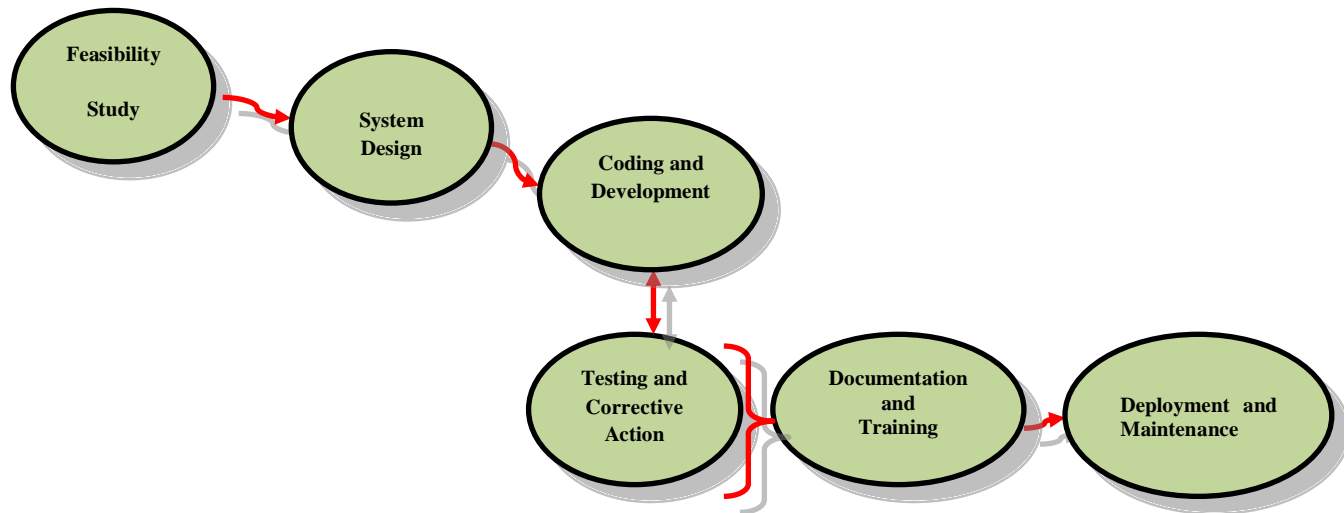 Feasibility
Study
System
Design
Coding and
Development
Testing and
Corrective
Action
Documentation
and
Training
Deployment and
Maintenance